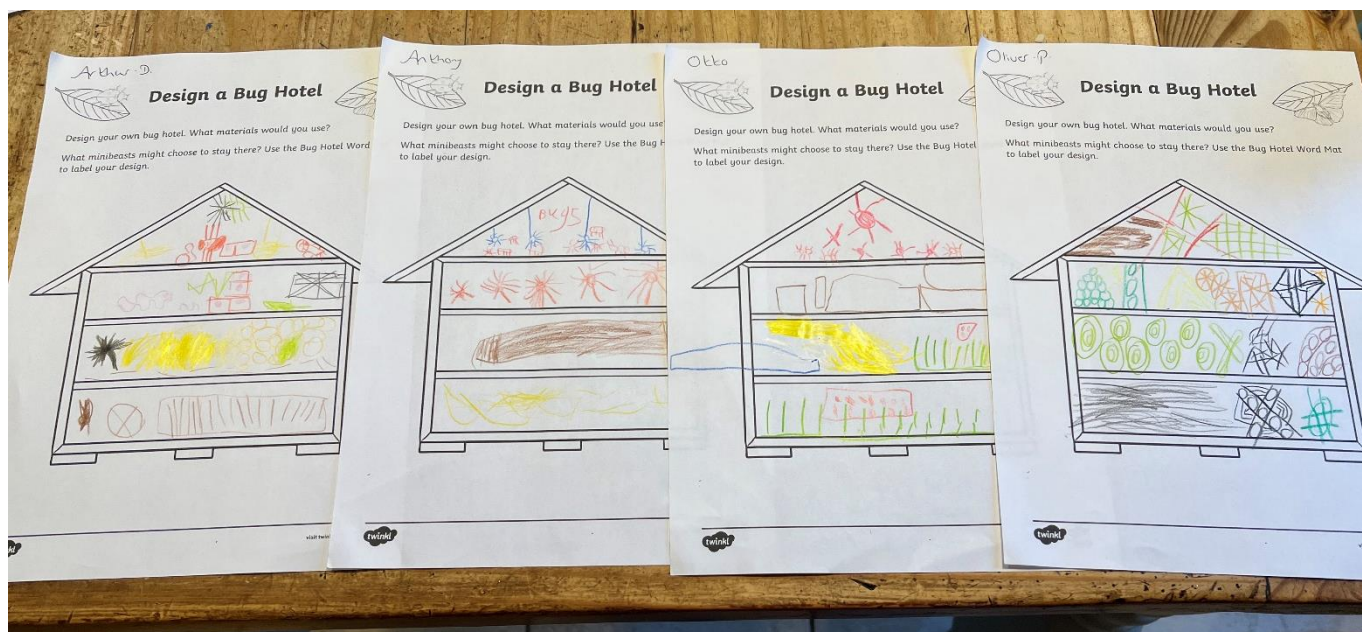 Arthur D.
Design a Bug Hotel
Design your own bug hotel. What materials would you use?
What minibeasts might choose to stay there? Use the Bug Hotel Word
to label your design.
visit twinkl
Anthony
Design a Bug Hotel
Design your own bug hotel. What materials would you use
What minibeasts might choose to stay there? Use the Bug H
to label your design.
Bugs
twinkl
Okko
Design a Bug Hotel
Design your own bug hotel. What materials would you use?
What minibeasts might choose to stay there? Use the Bug Hotel
to label your design.
twinkl
Oliver P.
Design a Bug Hotel
Design your own bug hotel. What materials would you use?
What minibeasts might choose to stay there? Use the Bug Hotel Word Mat
to label your design.
twinkl